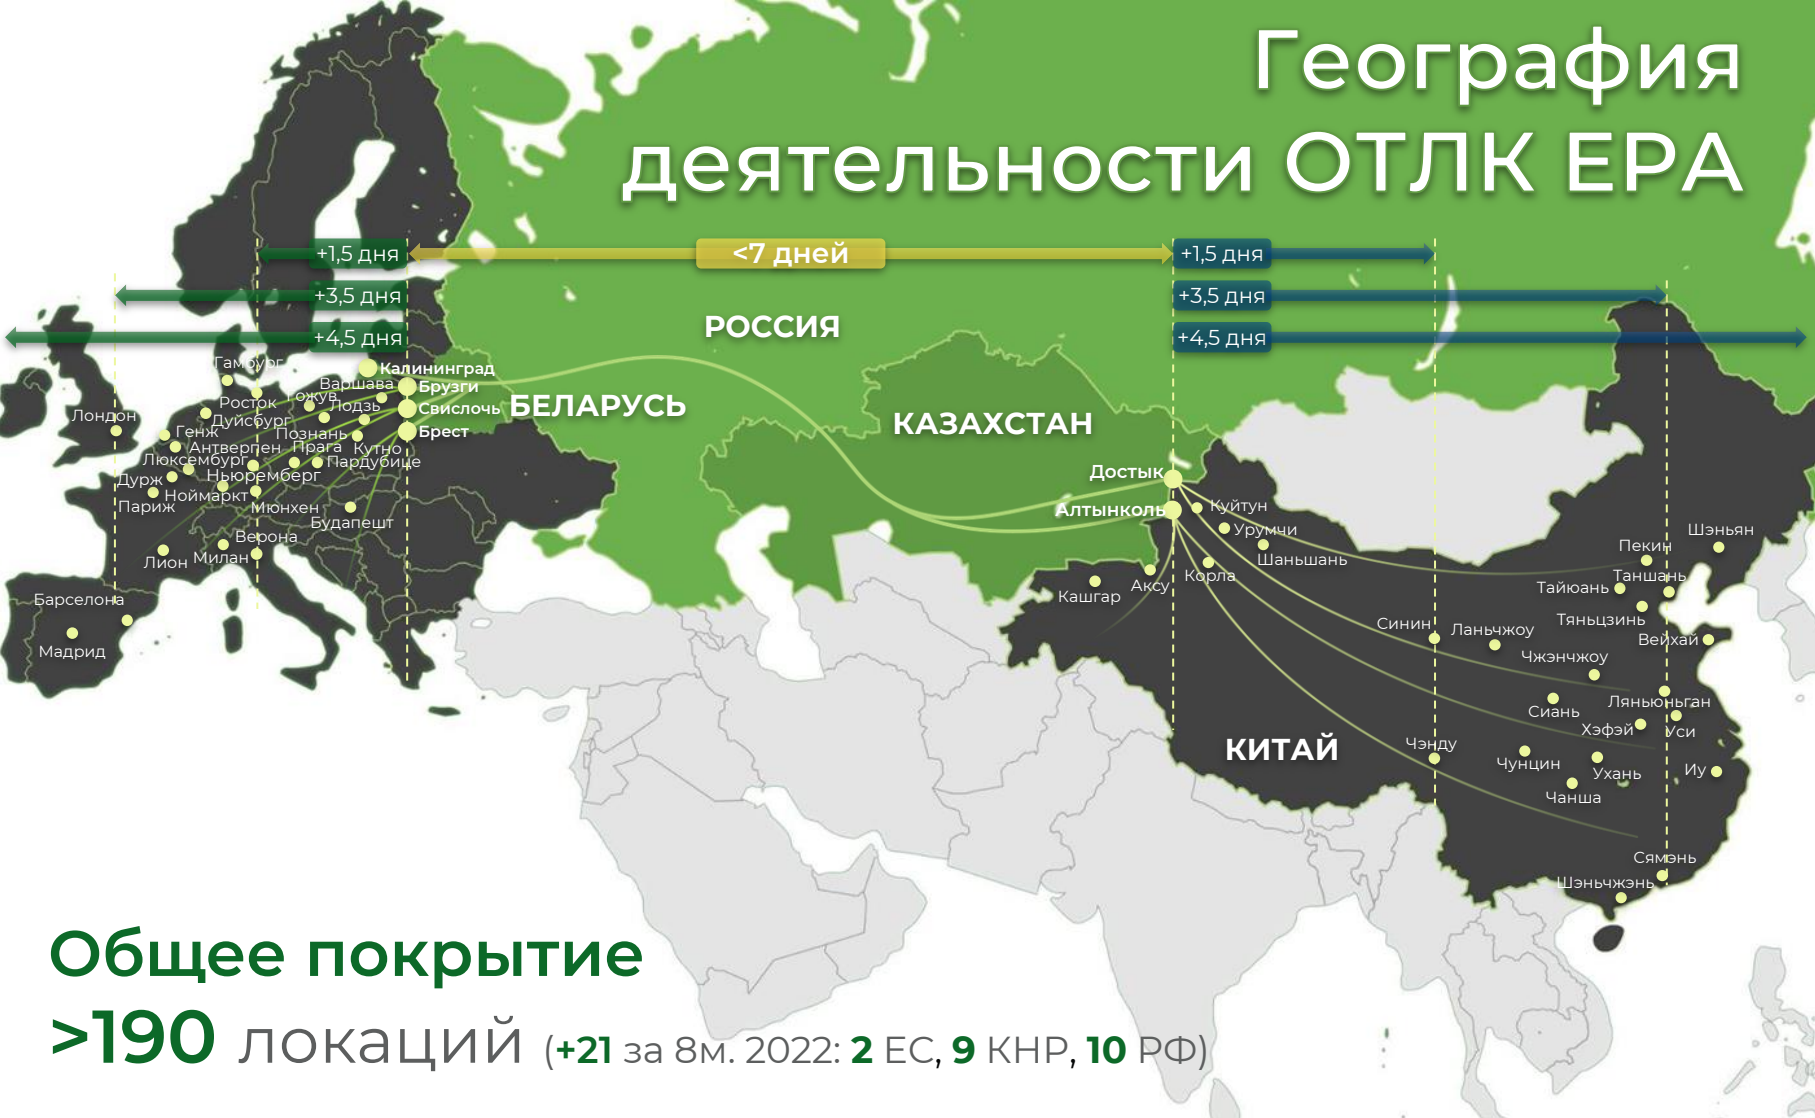 География
деятельности ОТЛК ЕРА
+1,5 дня
<7 дней
+1,5 дня
+3,5 дня
+3,5 дня
+4,5 дня
+4,5 дня
РОССИЯ
БЕЛАРУСЬ
КАЗАХСТАН
КИТАЙ
Гамбург
Калининград
Варшава
Брузги
Росток
Гожув
Лодзь
Свислочь
Лондон
Дуйсбург
Генж
Познань
Брест
Антверпен
Прага
Кутно
Люксембург
Пардубице
Дурж
Ньюремберг
Ноймаркт
Париж
Мюнхен
Будапешт
Верона
Лион
Милан
Барселона
Мадрид
Достык
Алтынколь
Куйтун
Урумчи
Шаньшань
Корла
Аксу
Кашгар
Шэньян
Пекин
Таншань
Тайюань
Тяньцзинь
Синин
Ланьчжоу
Вейхай
Чжэнчжоу
Сиань
Ляньюньган
Хэфэй
Уси
Чэнду
Чунцин
Ухань
Иу
Чанша
Сямэнь
Шэньчжэнь
Общее покрытие
>190 локаций (+21 за 8м. 2022: 2 ЕС, 9 КНР, 10 РФ)